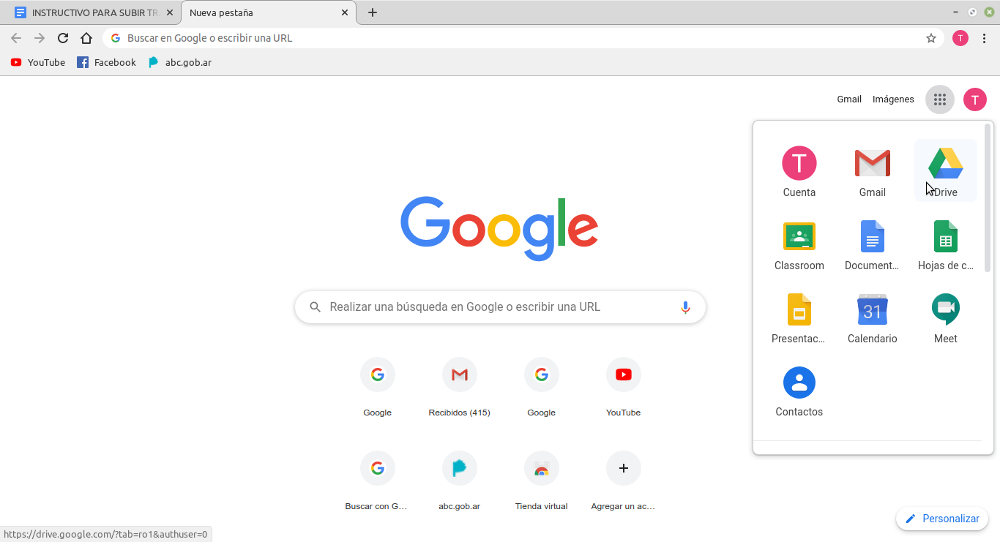 INSTRUCTIVO PARA SUBIR TR
Nueva pestaña
Buscar en Google o escribir una URL
T
YouTube
Facebook
abc.gob.ar
Gmail
Imágenes
T
T
Cuenta
Gmail
Drive
Classroom
Document...
Hojas de c...
31
Presentac...
Calendario
Meet
Contactos
Google
Realizar una búsqueda en Google o escribir una URL
Google
Recibidos (415)
Google
YouTube
Buscar con G...
abc.gob.ar
Tienda virtual
Agregar un ac...
Personalizar
https://drive.google.com/?tab=ro1&authuser=0